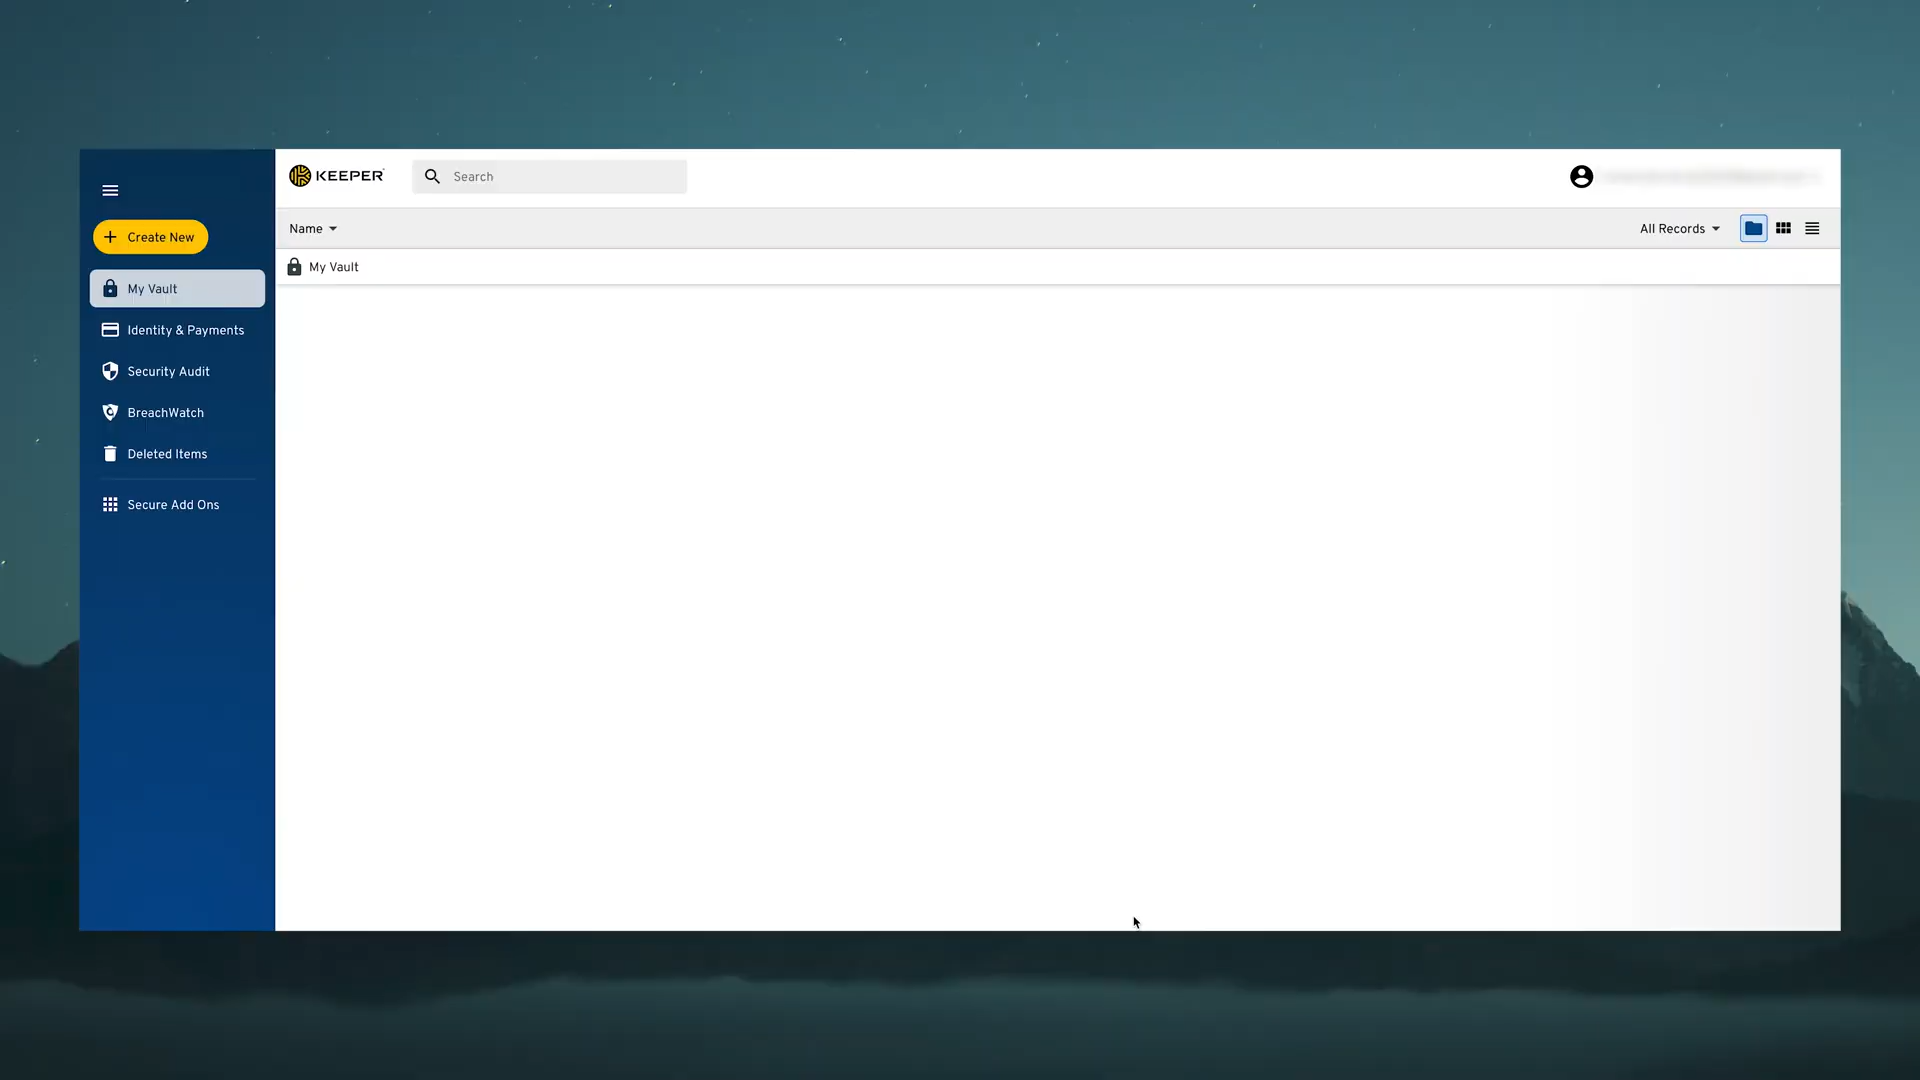 KEEPER
Search
Create New
Name
All Records
My Vault
My Vault
Identity & Payments
Security Audit
BreachWatch
Deleted Items
Secure Add Ons